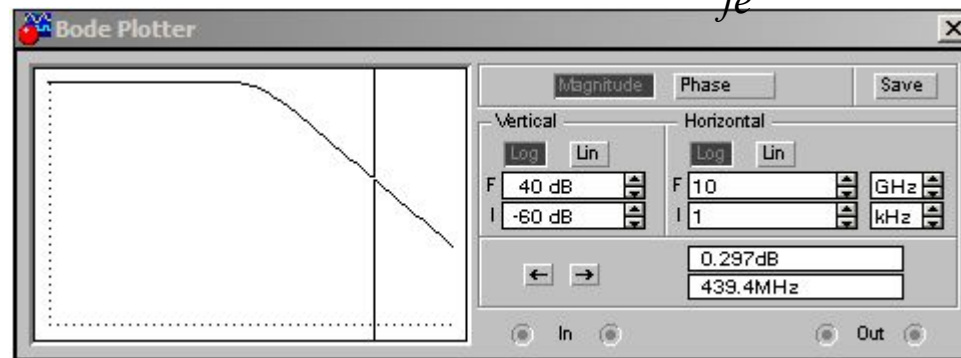 fe
Bode Plotter
Magnitude Phase Save
Vertical Horizontal
Log Lin Log Lin
F 40 dB F 10 GHz
I -60 dB I 1 kHz
← → 0.297dB
439.4MHz
In Out